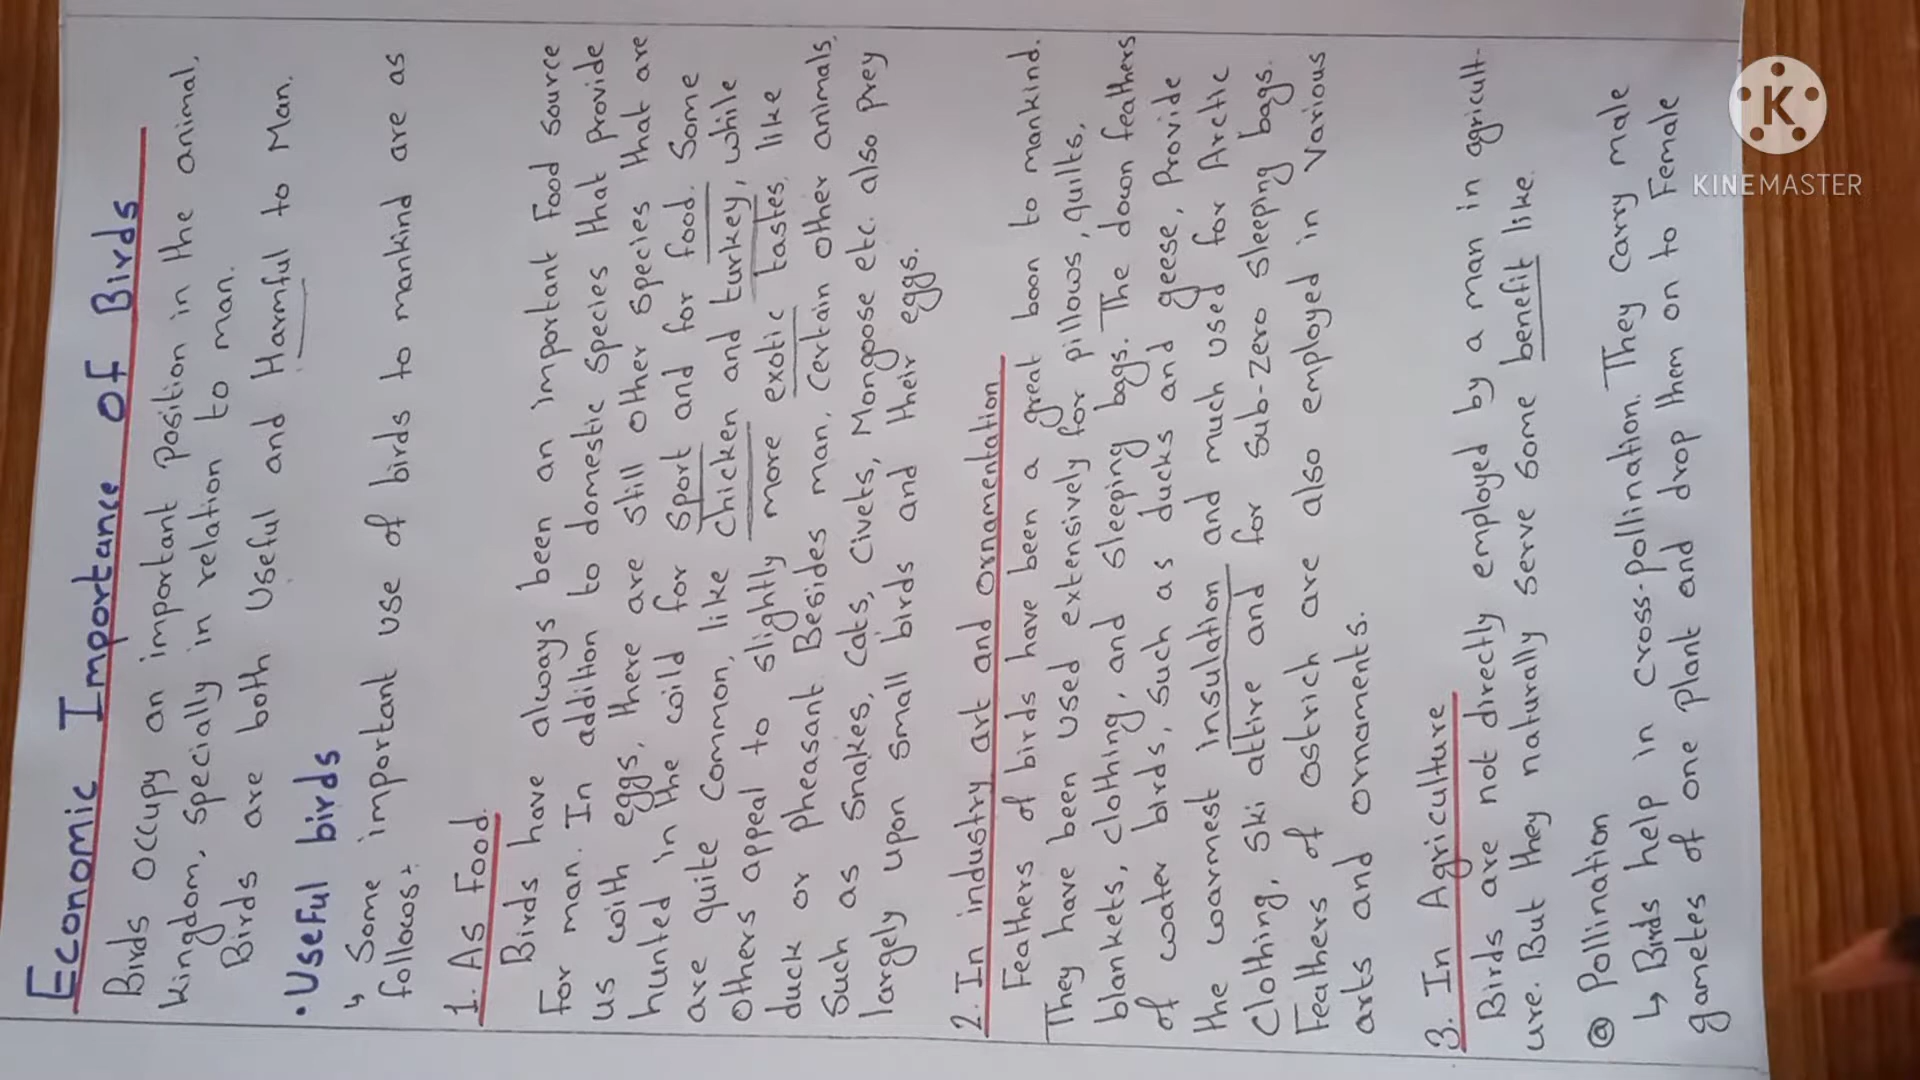 Economic Importance of Birds
Birds occupy an important Position in the animal,
kingdom, specially in relation to man.
Birds are both Useful and Harmful to Man.
• Useful birds
↳ Some important use of birds to mankind are as
follows:
1. As Food.
Birds have always been an important Food source
For man. In addition to domestic species that Provide
us with eggs, there are still other species that are
hunted in the wild for sport and for food. Some
are quite common, like chicken and turkey, while
others appeal to slightly more exotic tastes, like
duck or pheasant. Besides man, certain other animals,
such as snakes, cats, civets, Mongoose etc. also prey
largely upon small birds and their eggs.
2. In industry art and ornamentation
Feathers of birds have been a great boon to mankind.
They have been used extensively for pillows, quilts,
blankets, clothing, and sleeping bags. The down feathers
of water birds, such as ducks and geese, Provide
the warmest insulation and much used for Arctic
Clothing, Ski attire and for sub-zero sleeping bags.
Feathers of ostrich are also employed in various
arts and ornaments.
3. In Agriculture
Birds are not directly employed by a man in agricult-
ure. But they naturally serve some benefit like.
@ Pollination
↳ Birds help in cross-pollination. They carry male
gametes of one plant and drop them on to Female
K
KINEMASTER